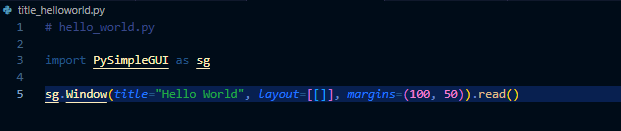 title_helloworld.py
1 # hello_world.py
2
3 import PySimpleGUI as sg
4
5 sg.Window(title="Hello World", layout=[[]], margins=(100, 50)).read()